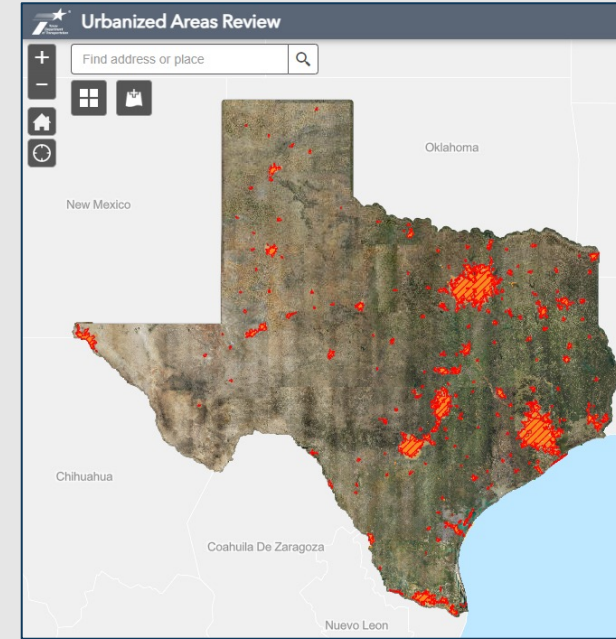 Urbanized Areas Review
Find address or place
Oklahoma
New Mexico
Chihuahua
Coahuila De Zaragoza
Nuevo Leon